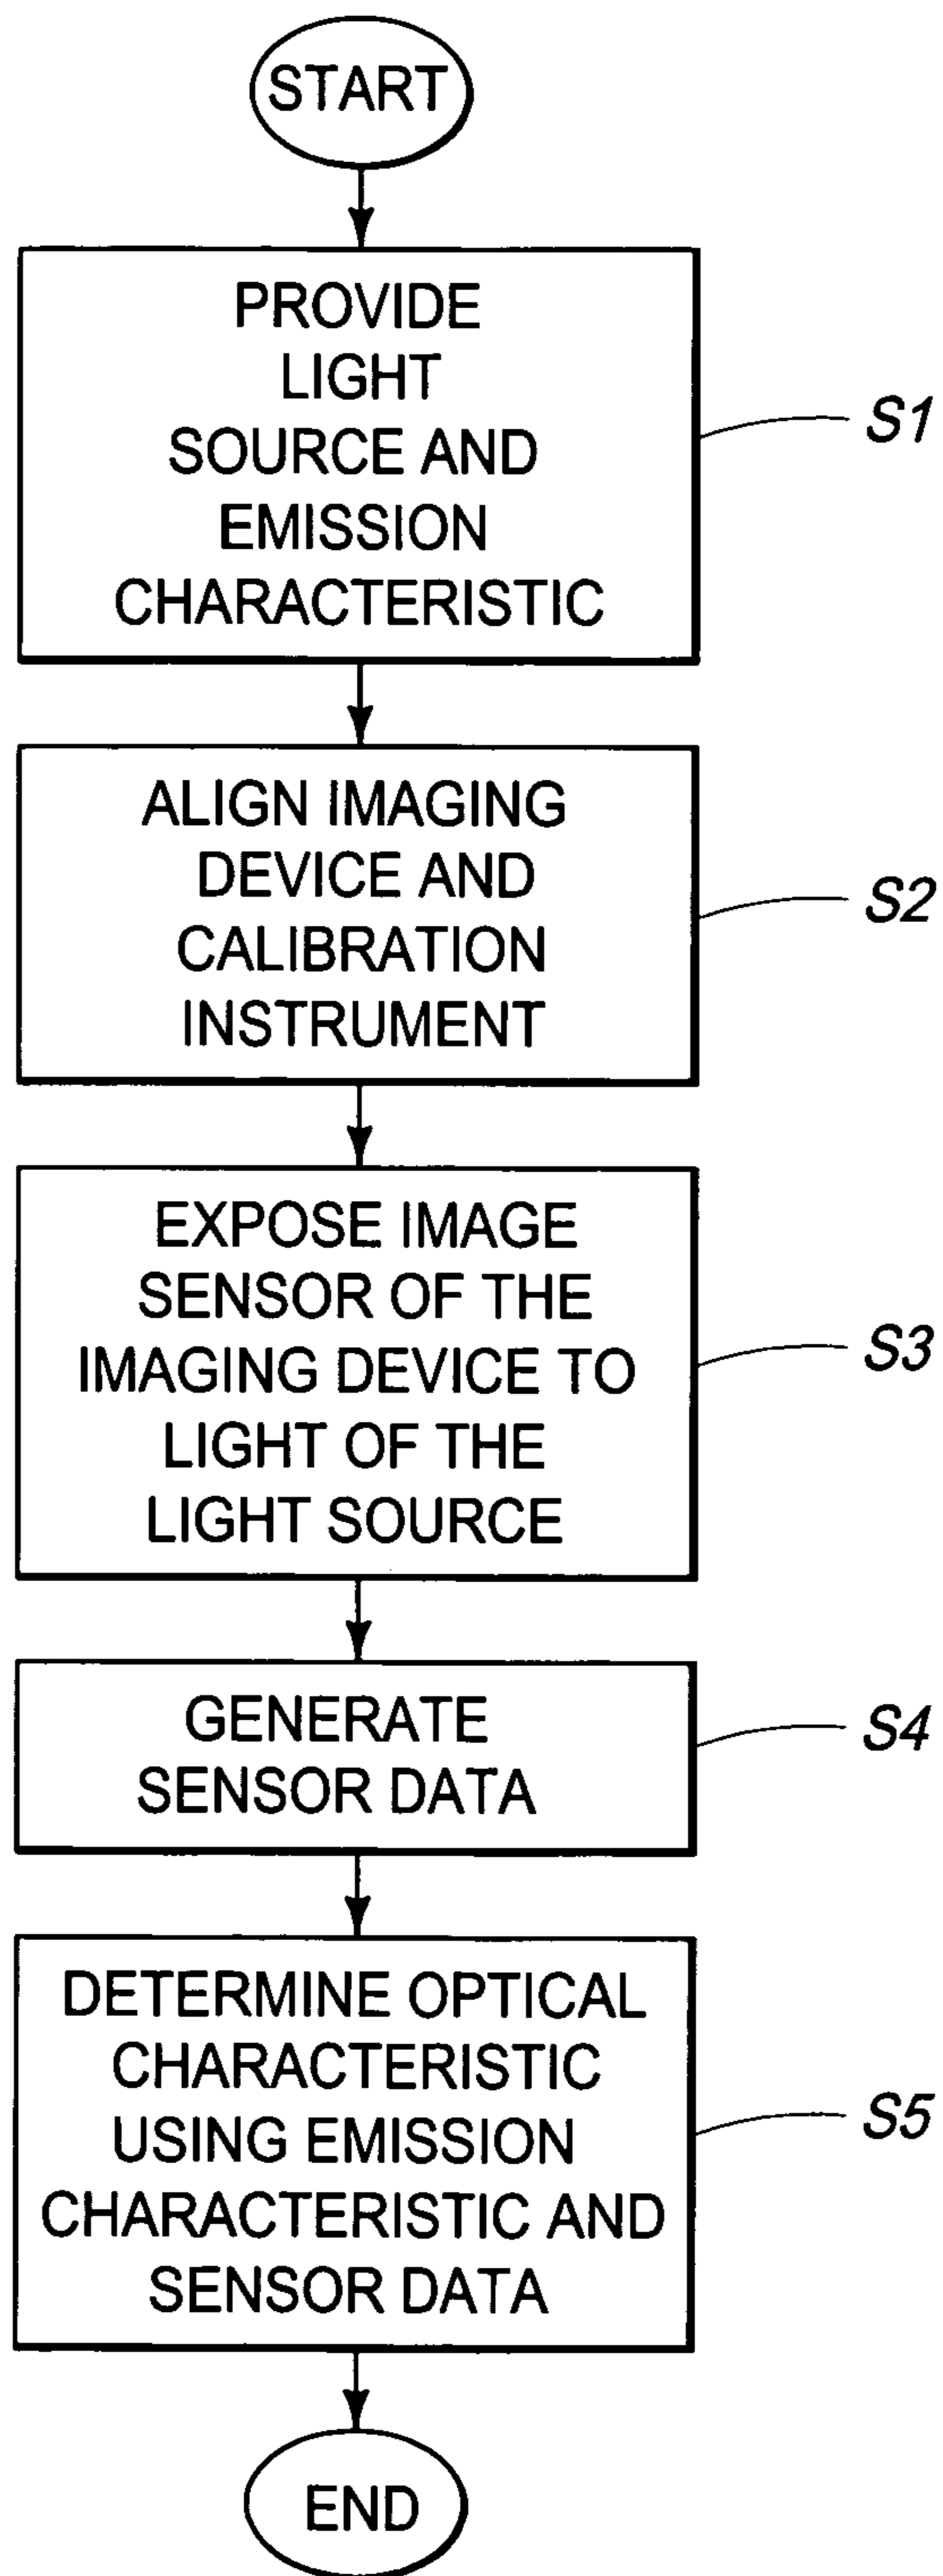 START
PROVIDE
LIGHT
SOURCE AND
EMISSION
CHARACTERISTIC
S1
ALIGN IMAGING
DEVICE AND
CALIBRATION
INSTRUMENT
S2
EXPOSE IMAGE
SENSOR OF THE
IMAGING DEVICE TO
LIGHT OF THE
LIGHT SOURCE
S3
GENERATE
SENSOR DATA
S4
DETERMINE OPTICAL
CHARACTERISTIC
USING EMISSION
CHARACTERISTIC AND
SENSOR DATA
S5
END